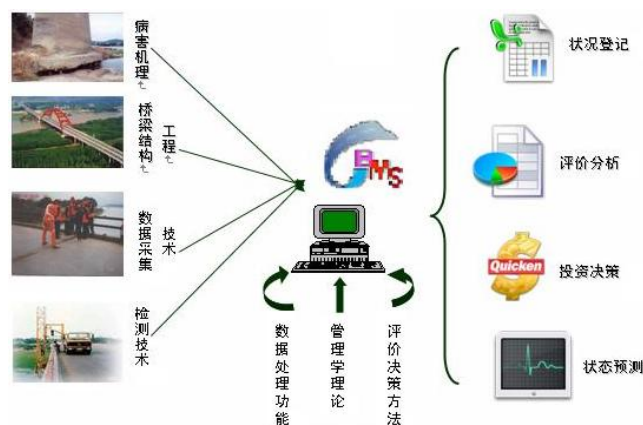 病害机理
桥梁结构
工程
数据采集
技术
检测技术
BMS
数据处理功能
管理学理论
评价决策方法
状况登记
评价分析
Quicken
投资决策
状态预测